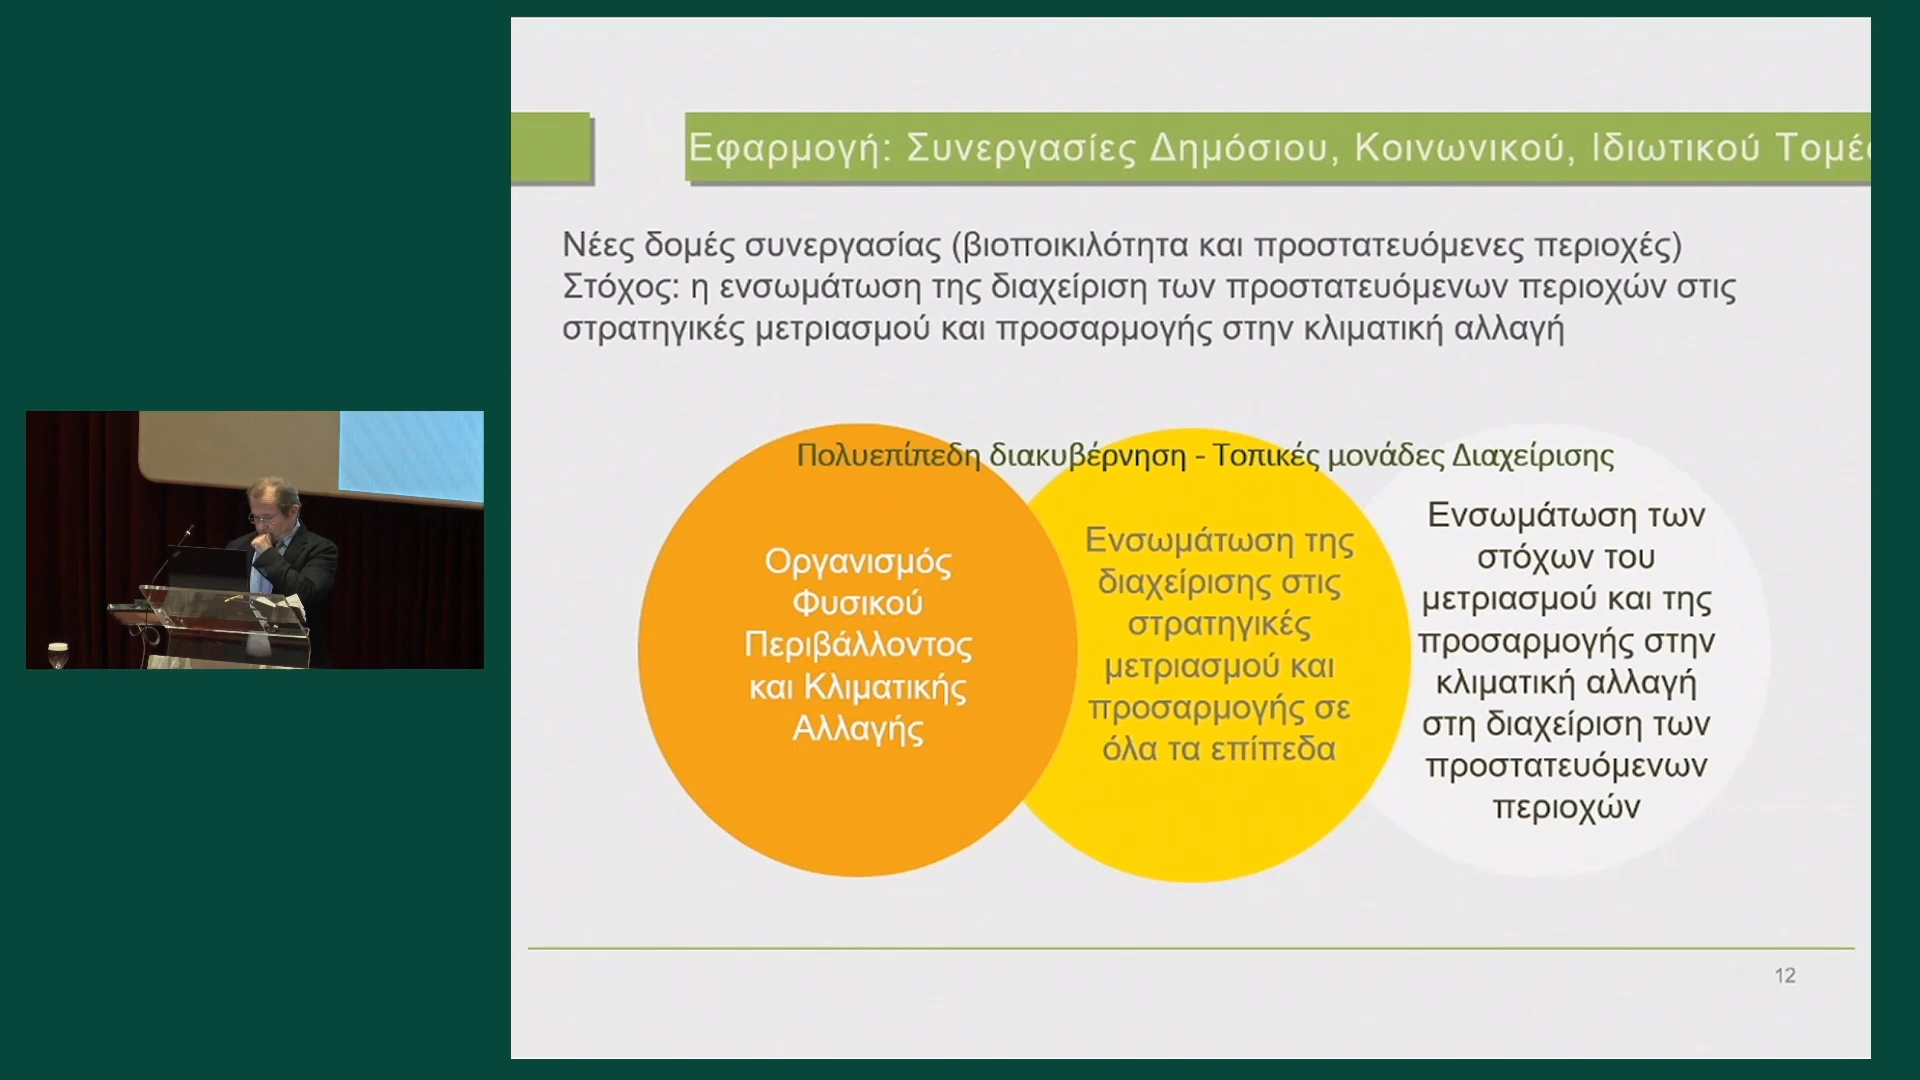 Εφαρμογή: Συνεργασίες Δημόσιου, Κοινωνικού, Ιδιωτικού
Νέες δομές συνεργασίας (βιοποικιλότητα και προστατευόμενες περιοχές)
Στόχος: η ενσωμάτωση της διαχείριση των προστατευόμενων περιοχών στις
στρατηγικές μετριασμού και προσαρμογής στην κλιματική αλλαγή
Πολυεπίπεδη διακυβέρνηση - Τοπικές μονάδες Διαχείρισης
Οργανισμός
Φυσικού
Περιβάλλοντος
και Κλιματικής
Αλλαγής
Ενσωμάτωση της
διαχείρισης στις
στρατηγικές
μετριασμού και
προσαρμογής σε
όλα τα επίπεδα
Ενσωμάτωση των
στόχων του
μετριασμού και της
προσαρμογής στην
κλιματική αλλαγή
στη διαχείριση των
προστατευόμενων
περιοχών
12